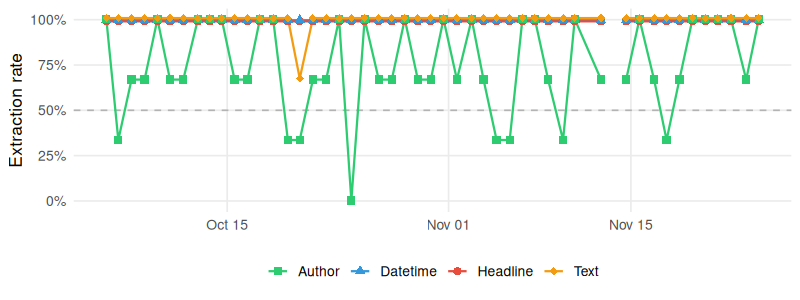 Extraction rate
100%
75%
50%
25%
0%
Oct 15 Nov 01 Nov 15
Author Datetime Headline Text